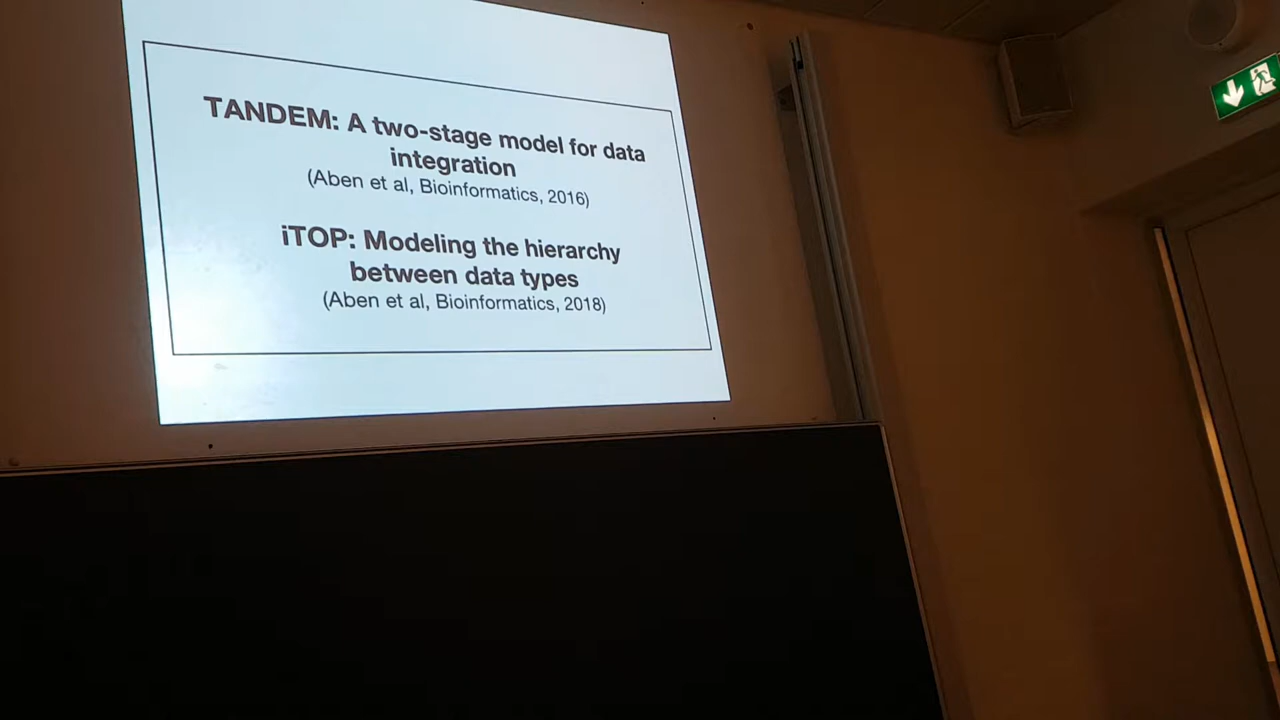 TANDEM: A two-stage model for data
integration
(Aben et al, Bioinformatics, 2016)
iTOP: Modeling the hierarchy
between data types
(Aben et al, Bioinformatics, 2018)